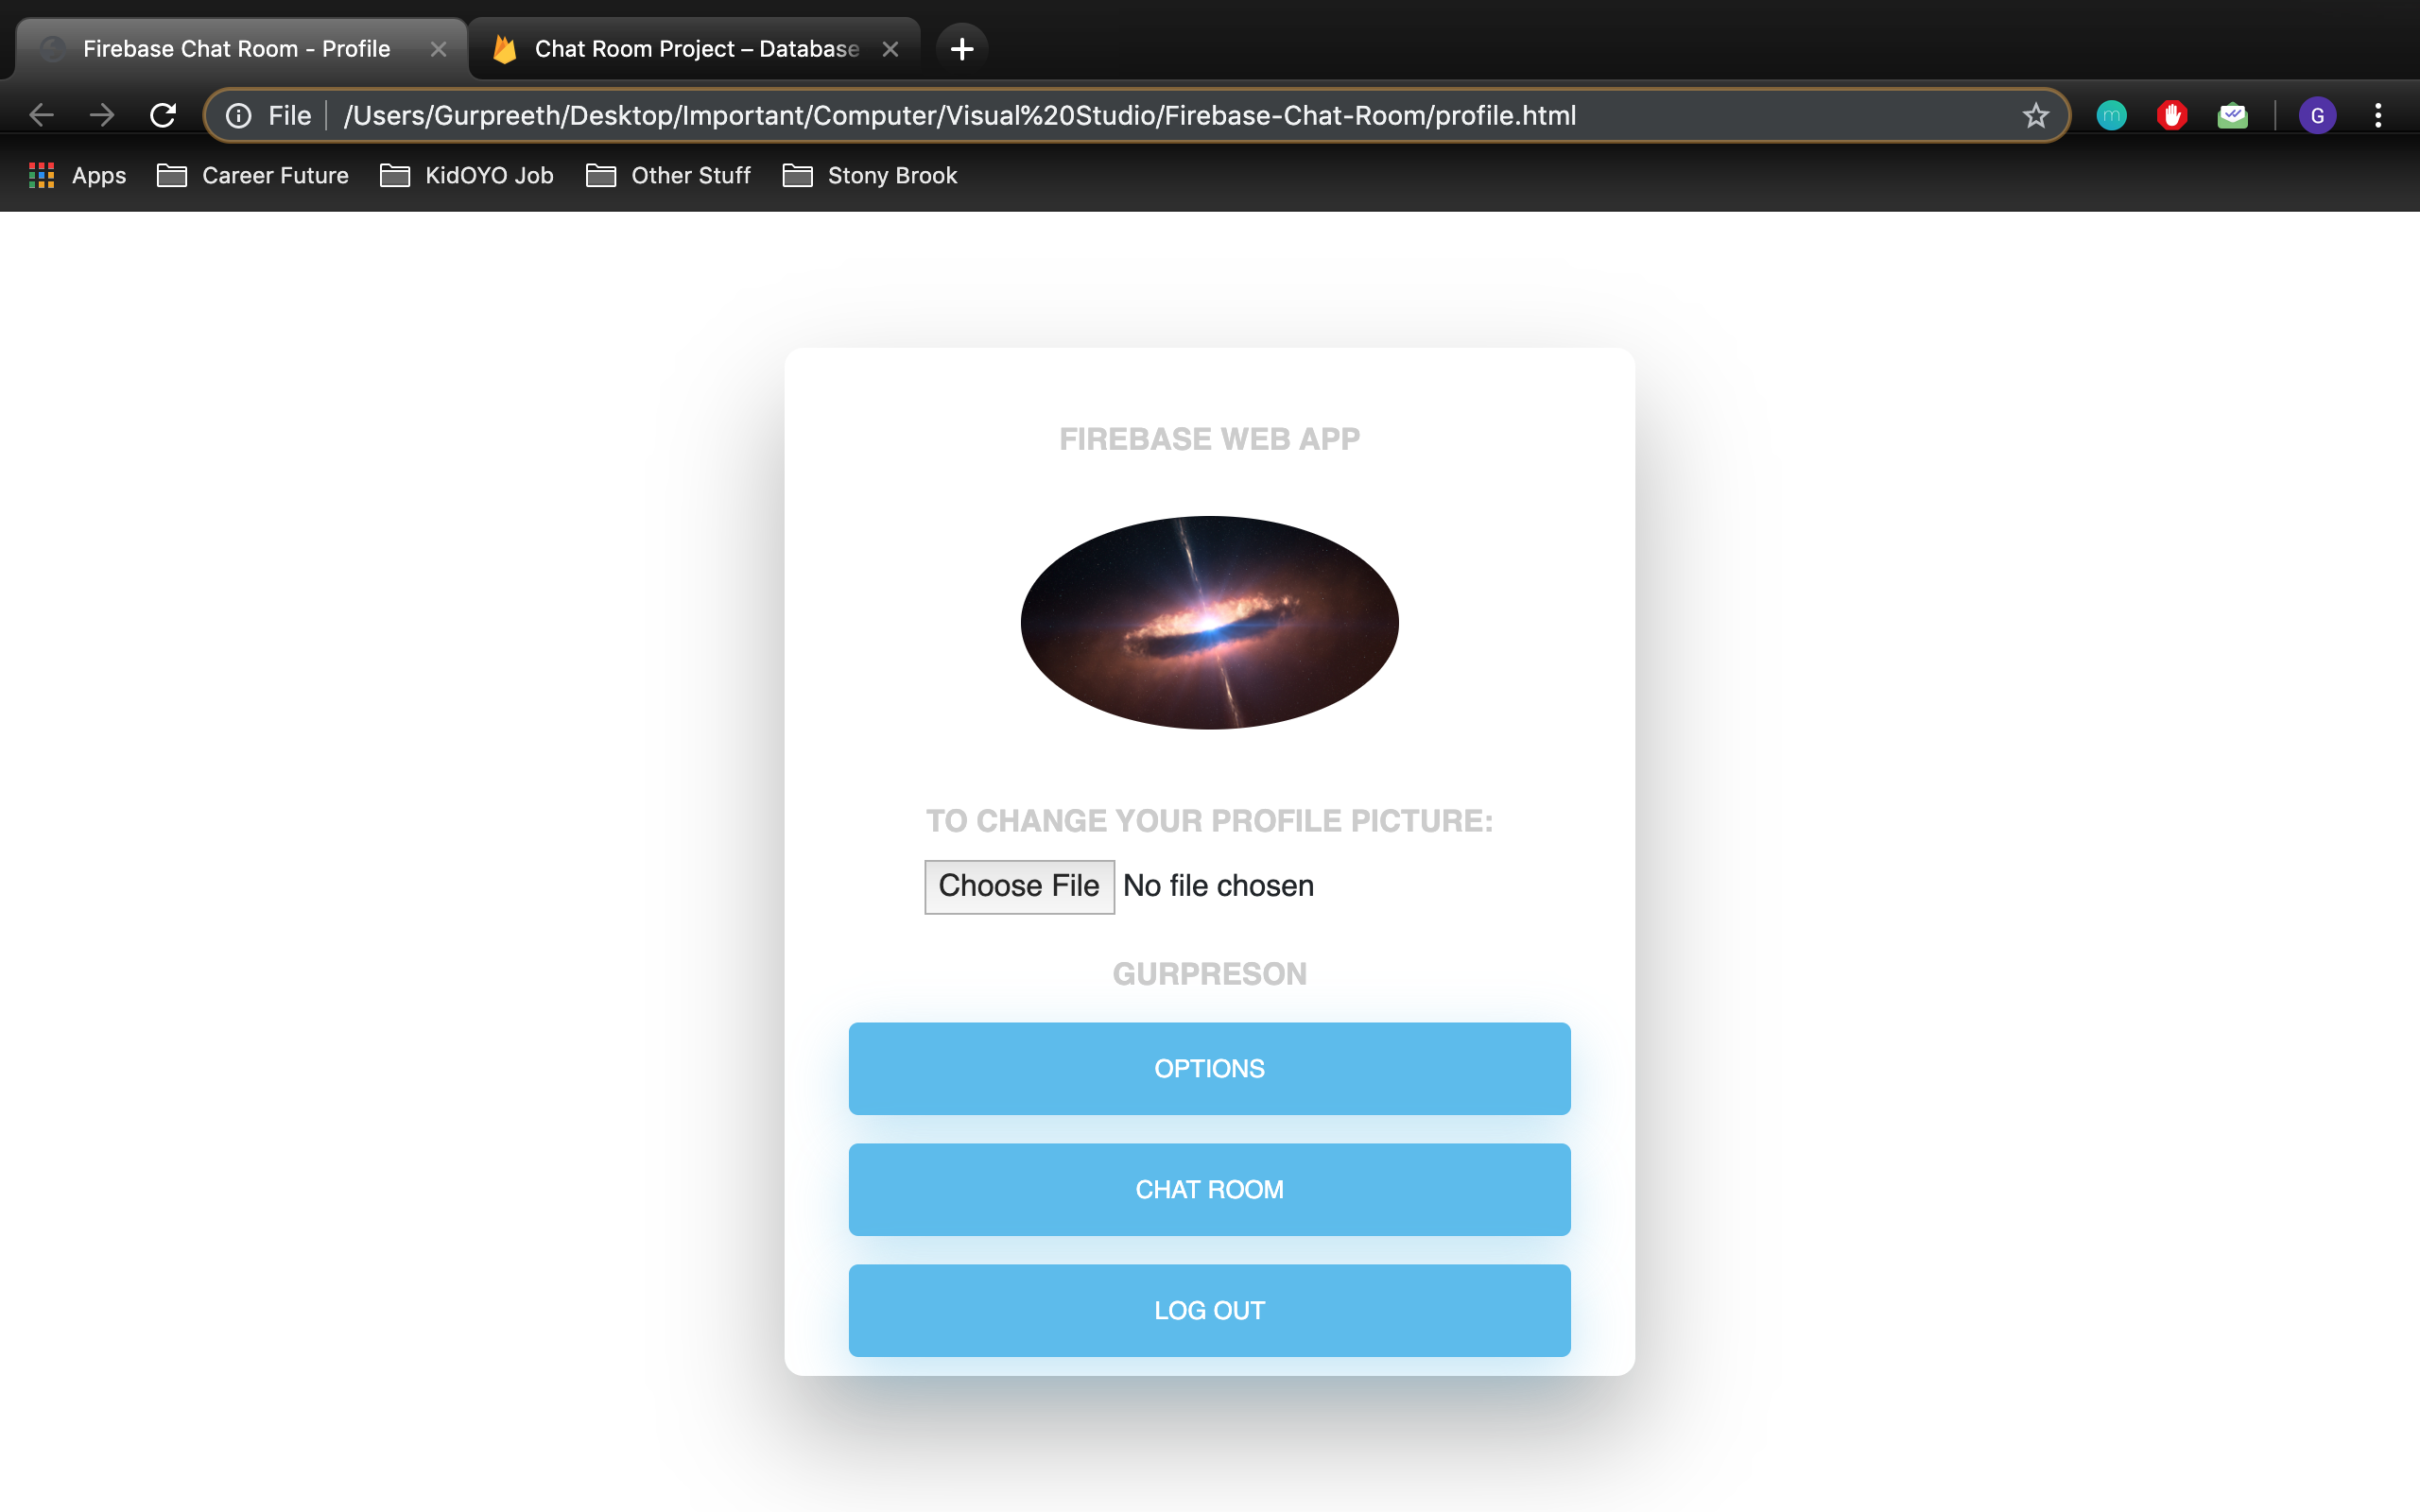 Firebase Chat Room - Profile
Chat Room Project – Database
File /Users/Gurpreeth/Desktop/Important/Computer/Visual%20Studio/Firebase-Chat-Room/profile.html
m
G
Apps Career Future KidOYO Job Other Stuff Stony Brook
FIREBASE WEB APP
TO CHANGE YOUR PROFILE PICTURE:
Choose File No file chosen
GURPRESON
OPTIONS
CHAT ROOM
LOG OUT